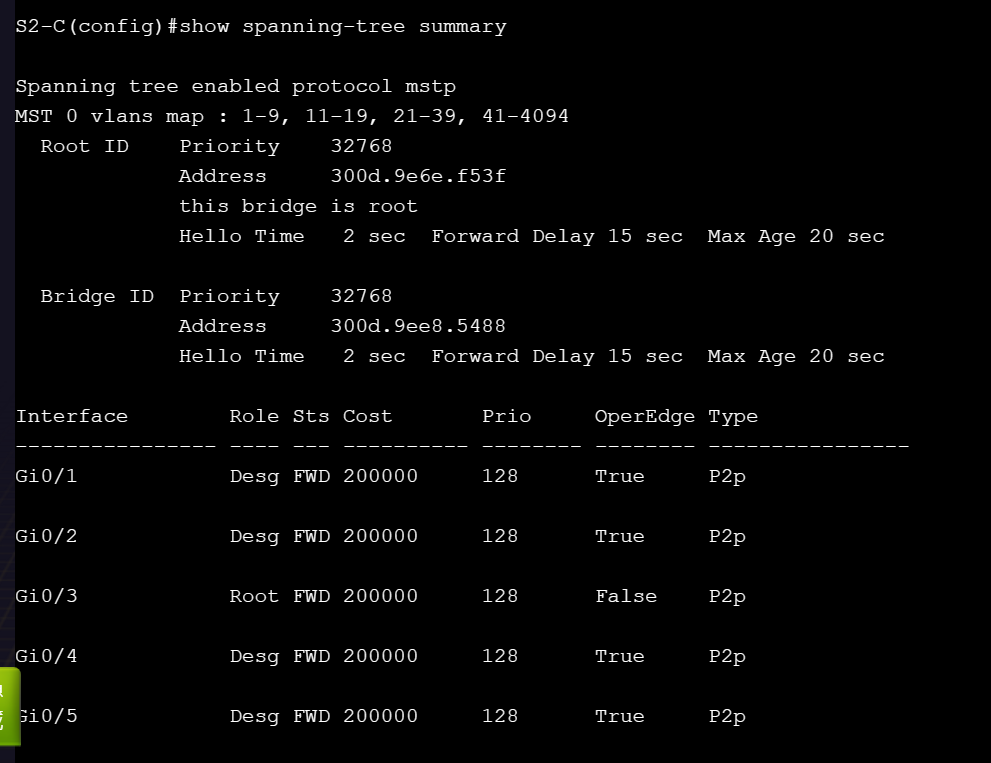 S2-C(config)#show spanning-tree summary
Spanning tree enabled protocol mstp
MST 0 vlans map : 1-9, 11-19, 21-39, 41-4094
Root ID Priority 32768
Address 300d.9e6e.f53f
this bridge is root
Hello Time 2 sec Forward Delay 15 sec Max Age 20 sec
Bridge ID Priority 32768
Address 300d.9ee8.5488
Hello Time 2 sec Forward Delay 15 sec Max Age 20 sec
Interface Role Sts Cost Prio OperEdge Type
---------------- ---- --- ---------- -------- -------- ----------------
Gi0/1 Desg FWD 200000 128 True P2p
Gi0/2 Desg FWD 200000 128 True P2p
Gi0/3 Root FWD 200000 128 False P2p
Gi0/4 Desg FWD 200000 128 True P2p
Gi0/5 Desg FWD 200000 128 True P2p